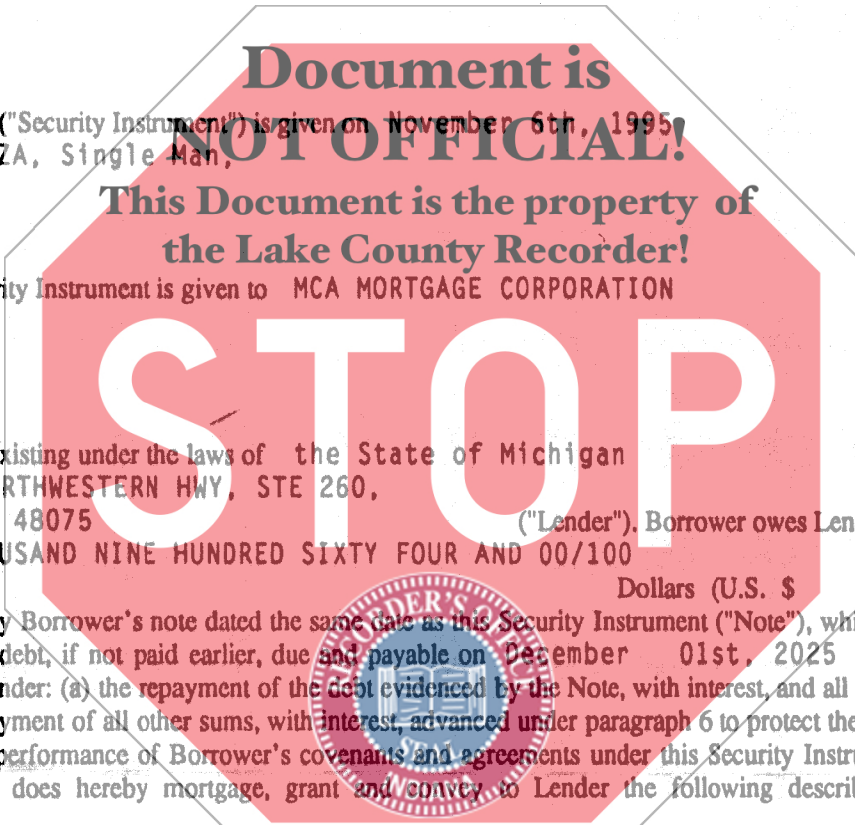 Document is
("Security Instrument") is given on November 6th, 1995
NOT OFFICIAL!
ZA, Single Man,
This Document is the property of
the Lake County Recorder!
Instrument is given to MCA MORTGAGE CORPORATION
STOP
existing under the laws of the State of Michigan
RTHWESTERN HWY, STE 260,
48075 ("Lender"). Borrower owes Len
USAND NINE HUNDRED SIXTY FOUR AND 00/100
Dollars (U.S. $
y Borrower's note dated the same date as this Security Instrument ("Note"), whi
debt, if not paid earlier, due and payable on December 01st, 2025
nder: (a) the repayment of the debt evidenced by the Note, with interest, and all
yment of all other sums, with interest, advanced under paragraph 6 to protect the
performance of Borrower's covenants and agreements under this Security Instru
does hereby mortgage, grant and convey to Lender the following describ
RECORDER'S OFFICE
SEAL
INDIANA